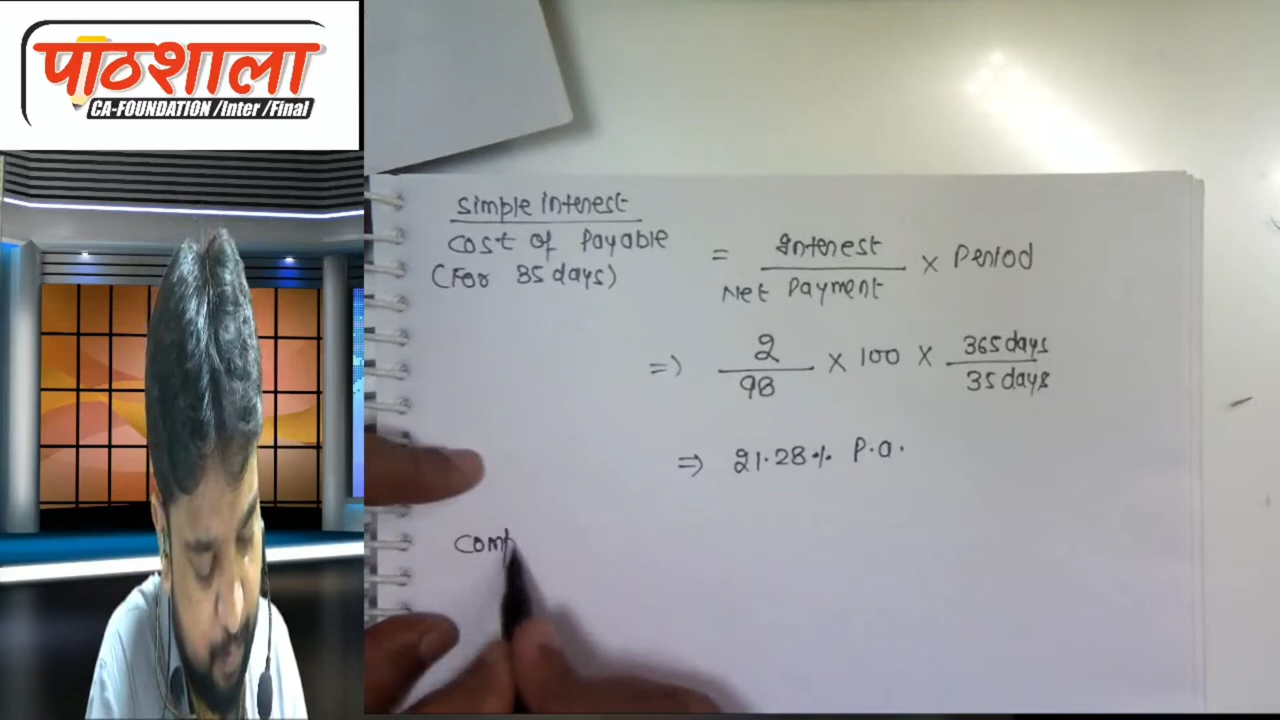 पाठशाला
CA-FOUNDATION /Inter /Final
Simple interest
Cost of Payable
(For 35 days)
= Interest / Net Payment × Period
⇒ 2 / 98 × 100 × 365 days / 35 days
⇒ 21.28% P.a.
Comp